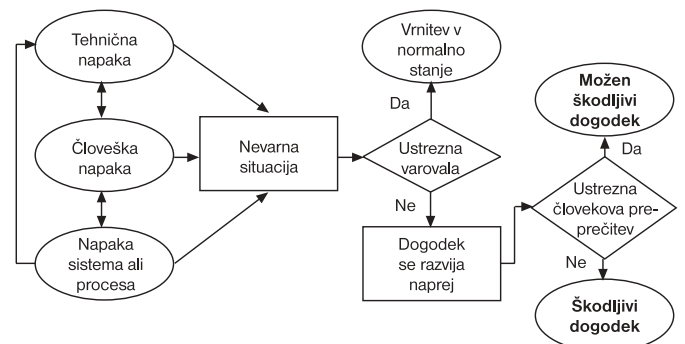 Tehnična
napaka
Človeška
napaka
Napaka
sistema ali
procesa
Nevarna
situacija
Vrnitev v
normalno
stanje
Da
Ustrezna
varovala
Ne
Dogodek
se razvija
naprej
Možen
škodljivi
dogodek
Da
Ustrezna
človekova pre-
prečitev
Ne
Škodljivi
dogodek